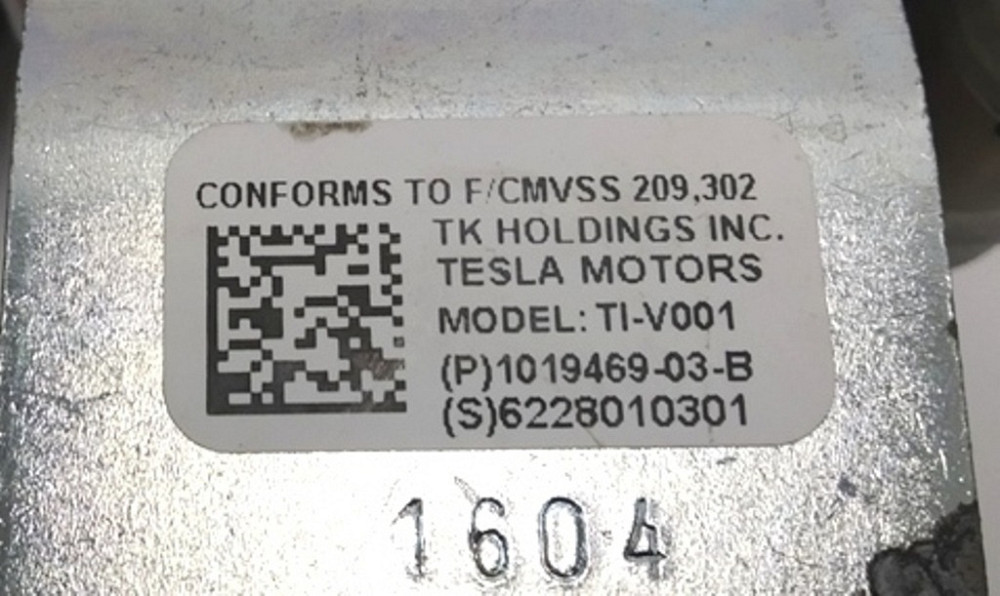 CONFORMS TO F/CMVSS 209,302
TK HOLDINGS INC.
TESLA MOTORS
MODEL: TI-V001
(P)1019469-03-B
(S)6228010301
1604